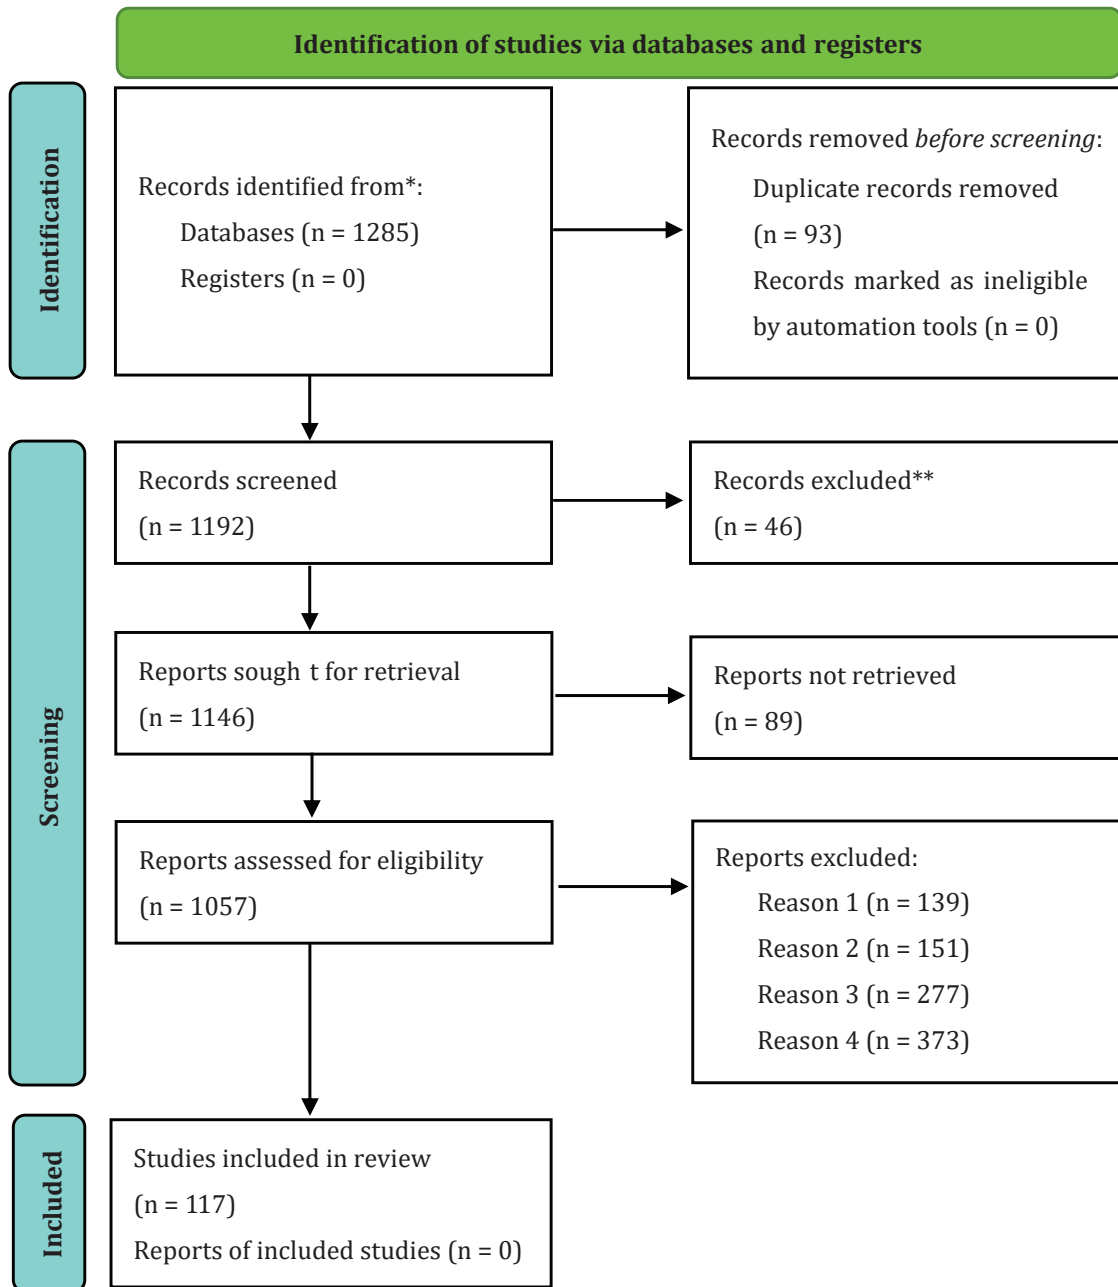 Identification of studies via databases and registers
Identification
Records identified from*:
Databases (n = 1285)
Registers (n = 0)
Records removed before screening:
Duplicate records removed
(n = 93)
Records marked as ineligible
by automation tools (n = 0)
Screening
Records screened
(n = 1192)
Records excluded**
(n = 46)
Reports sough t for retrieval
(n = 1146)
Reports not retrieved
(n = 89)
Reports assessed for eligibility
(n = 1057)
Reports excluded:
Reason 1 (n = 139)
Reason 2 (n = 151)
Reason 3 (n = 277)
Reason 4 (n = 373)
Included
Studies included in review
(n = 117)
Reports of included studies (n = 0)